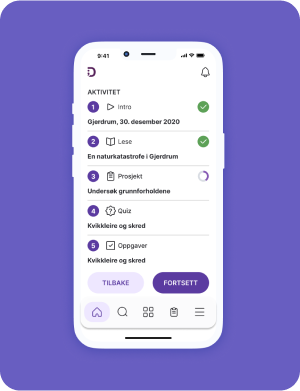 9:41
AKTIVITET
1 Intro
Gjerdrum, 30. desember 2020
2 Lese
En naturkatastrofe i Gjerdrum
3 Prosjekt
Undersøk grunnforholdene
4 Quiz
Kvikkleire og skred
5 Oppgaver
Kvikkleire og skred
TILBAKE FORTSETT